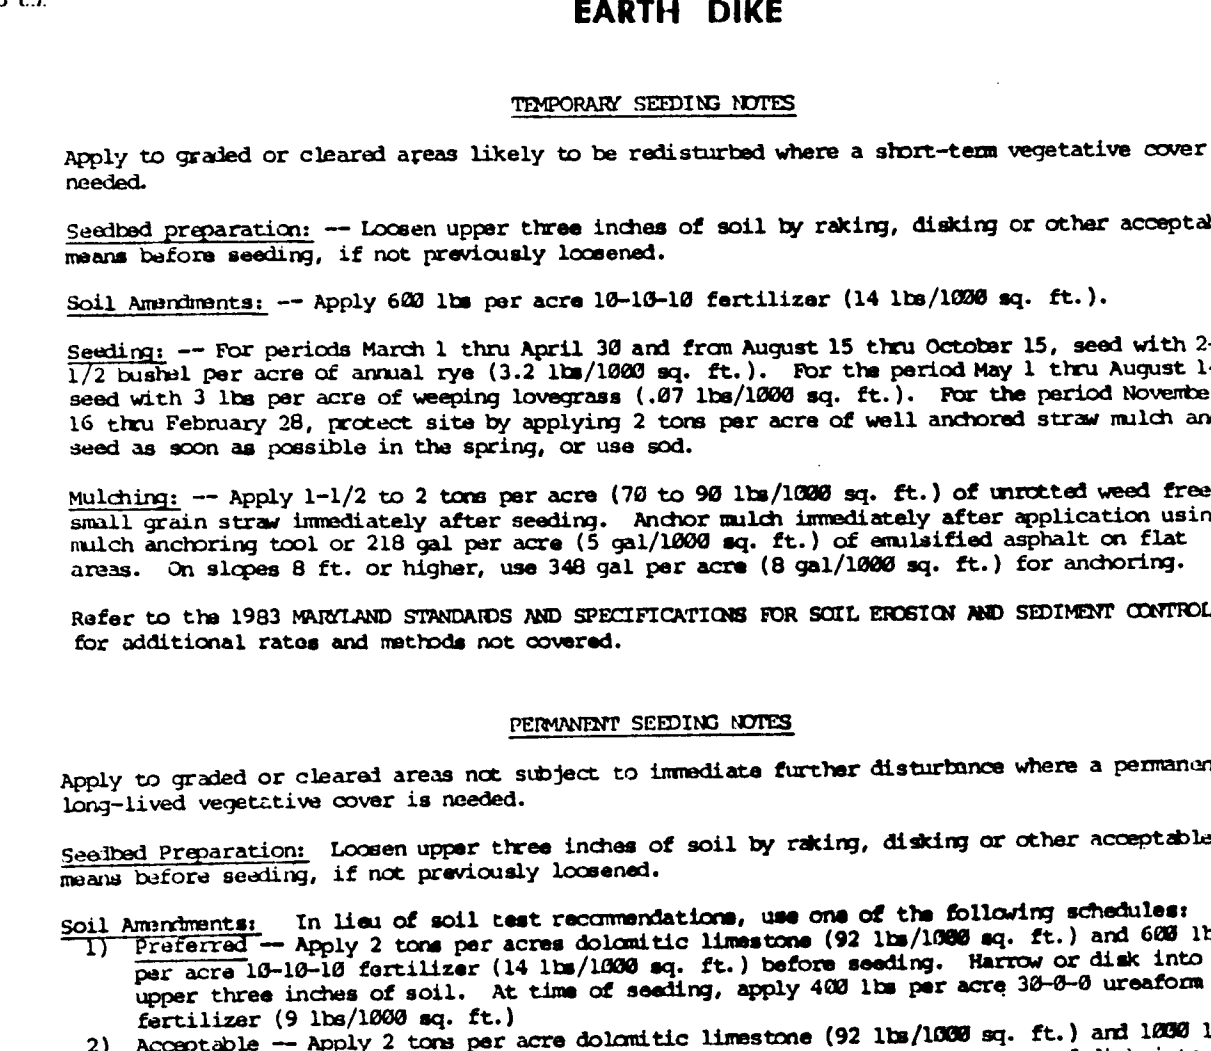 EARTH DIKE
TEMPORARY SEEDING NOTES
Apply to graded or cleared areas likely to be redisturbed where a short-term vegetative cover
needed.
Seedbed preparation: -- Loosen upper three inches of soil by raking, disking or other
means before seeding, if not previously loosened.
Soil Amendments: -- Apply 600 lbs per acre 10-10-10 fertilizer (14 lbs/1000 sq. ft.).
Seeding: -- For periods March 1 thru April 30 and from August 15 thru October 15, seed with 2-
1/2 bushel per acre of annual rye (3.2 lbs/1000 sq. ft.). For the period May 1 thru August
seed with 3 lbs per acre of weeping lovegrass (.07 lbs/1000 sq. ft.). For the period
16 thru February 28, protect site by applying 2 tons per acre of well anchored straw mulch
seed as soon as possible in the spring, or use sod.
Mulching: -- Apply 1-1/2 to 2 tons per acre (70 to 90 lbs/1000 sq. ft.) of unrotted weed free
small grain straw immediately after seeding. Anchor mulch immediately after application
mulch anchoring tool or 218 gal per acre (5 gal/1000 sq. ft.) of emulsified asphalt on flat
areas. On slopes 8 ft. or higher, use 348 gal per acre (8 gal/1000 sq. ft.) for anchoring.
Refer to the 1983 MARYLAND STANDARDS AND SPECIFICATIONS FOR SOIL EROSION AND SEDIMENT CONTROL
for additional rates and methods not covered.
PERMANENT SEEDING NOTES
Apply to graded or cleared areas not subject to immediate further disturbance where a
long-lived vegetative cover is needed.
Seedbed Preparation: Loosen upper three inches of soil by raking, disking or other acceptable
means before seeding, if not previously loosened.
Soil Amendments: In lieu of soil test recommendations, use one of the following schedules:
1) Preferred -- Apply 2 tons per acres dolomitic limestone (92 lbs/1000 sq. ft.) and 600
per acre 10-10-10 fertilizer (14 lbs/1000 sq. ft.) before seeding. Harrow or disk into
upper three inches of soil. At time of seeding, apply 400 lbs per acre 30-0-0 ureaform
fertilizer (9 lbs/1000 sq. ft.)
2) Acceptable -- Apply 2 tons per acre dolomitic limestone (92 lbs/1000 sq. ft.) and 1000